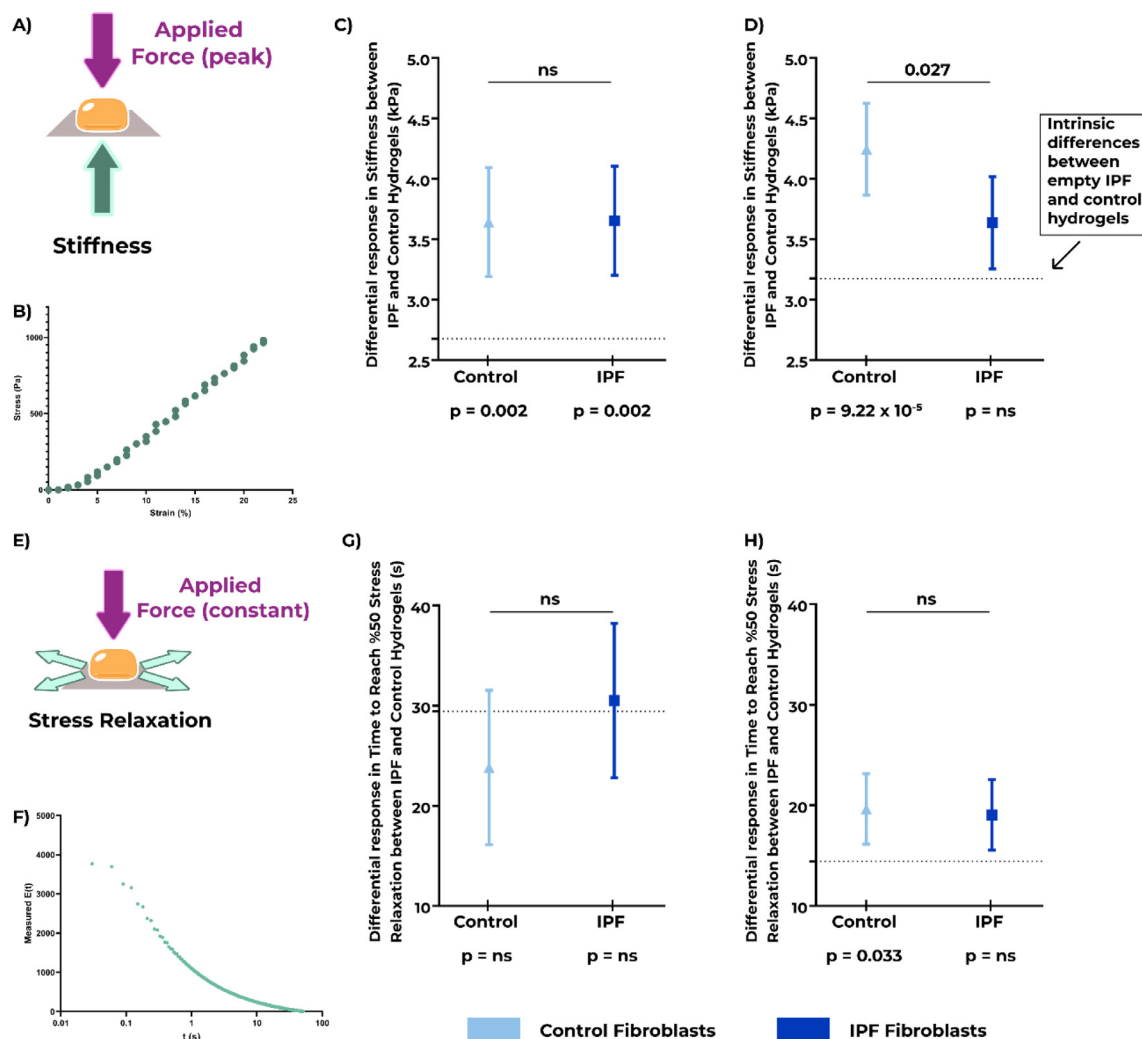 A)
Applied
Force (peak)
Stiffness
B)
1000
500
0
Stress (Pa)
0 5 10 15 20 25
Strain (%)
C)
Differential response in Stiffness between
IPF and Control Hydrogels (kPa)
5.0
4.5
4.0
3.5
3.0
2.5
ns
Control IPF
p = 0.002 p = 0.002
D)
Differential response in Stiffness between
IPF and Control Hydrogels (kPa)
5.0
4.5
4.0
3.5
3.0
2.5
0.027
Control IPF
p = 9.22 x 10⁻⁵ p = ns
Intrinsic
differences
between
empty IPF
and control
hydrogels
E)
Applied
Force (constant)
Stress Relaxation
F)
5000
4000
3000
2000
1000
0
Measured E(t)
0.01 0.1 1 10 100
t (s)
G)
Differential response in Time to Reach %50 Stress
Relaxation between IPF and Control Hydrogels (s)
40
30
20
10
ns
Control IPF
p = ns p = ns
H)
Differential response in Time to Reach %50 Stress
Relaxation between IPF and Control Hydrogels (s)
40
30
20
10
ns
Control IPF
p = 0.033 p = ns
Control Fibroblasts IPF Fibroblasts